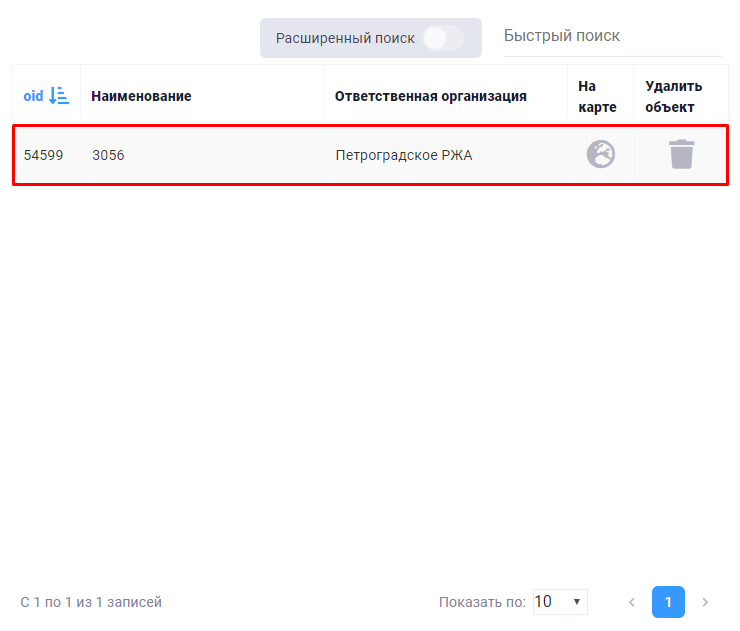 Расширенный поиск Быстрый поиск
oid Наименование Ответственная организация На карте Удалить объект
54599 3056 Петроградское РЖА
С 1 по 1 из 1 записей Показать по: 10 1